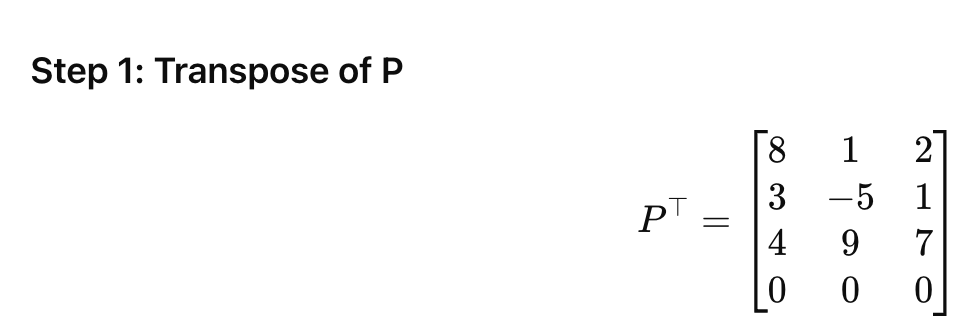 Step 1: Transpose of P
P⊤ = [8 1 2
3 −5 1
4 9 7
0 0 0]